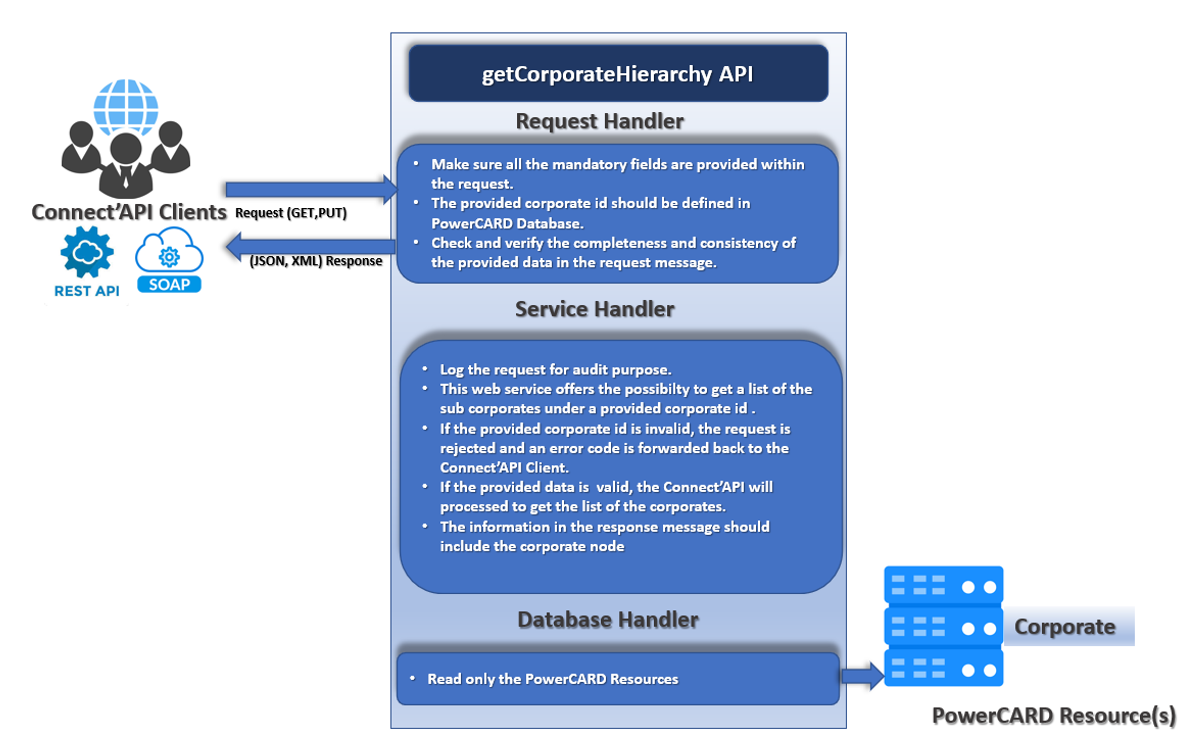 getCorporateHierarchy API
Request Handler
• Make sure all the mandatory fields are provided within
the request.
• The provided corporate id should be defined in
PowerCARD Database.
• Check and verify the completeness and consistency of
the provided data in the request message.
Connect'API Clients
Request (GET,PUT)
(JSON, XML) Response
REST API
SOAP
Service Handler
• Log the request for audit purpose.
• This web service offers the possibilty to get a list of the
sub corporates under a provided corporate id .
• If the provided corporate id is invalid, the request is
rejected and an error code is forwarded back to the
Connect'API Client.
• If the provided data is  valid, the Connect'API will
processed to get the list of the corporates.
• The information in the response message should
include the corporate node
Database Handler
• Read only the PowerCARD Resources
Corporate
PowerCARD Resource(s)